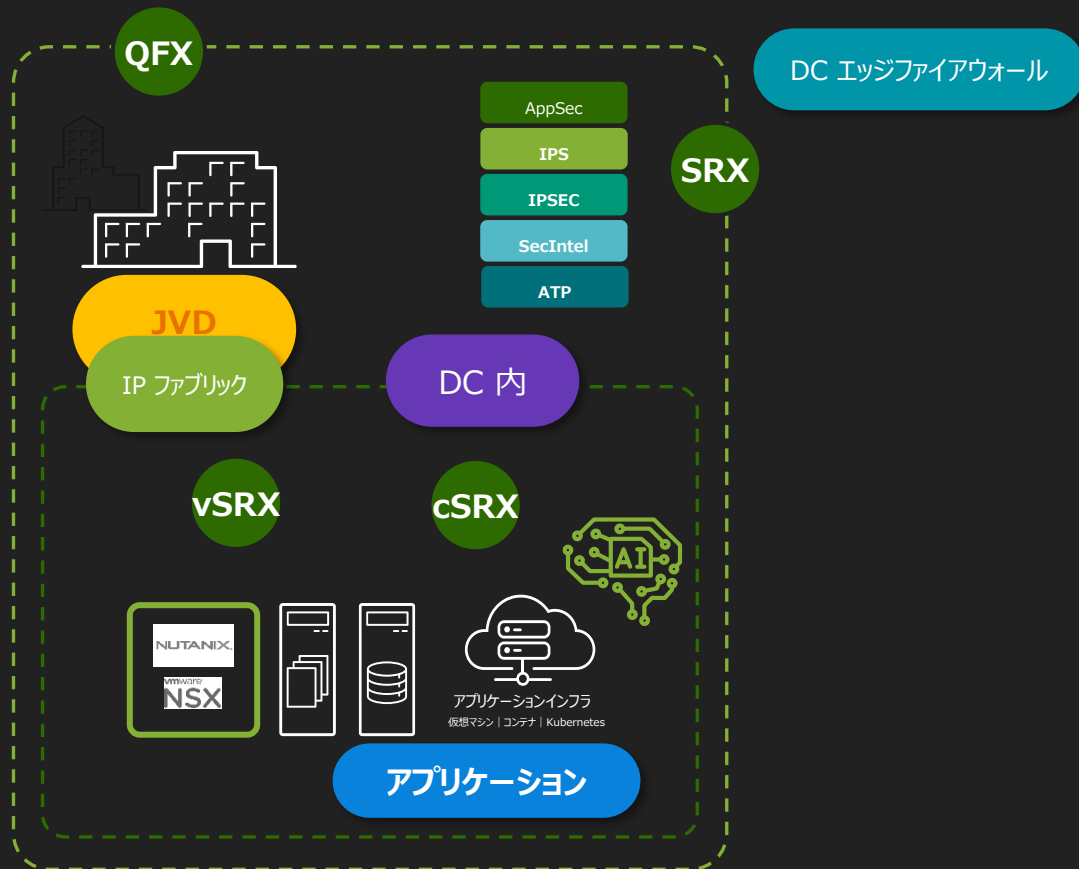 QFX
DC エッジファイアウォール
AppSec
IPS
SRX
IPSEC
SecIntel
ATP
JVD
IP ファブリック
DC 内
vSRX
cSRX
AI
NUTANIX
vmware
NSX
アプリケーションインフラ
仮想マシン | コンテナ | Kubernetes
アプリケーション